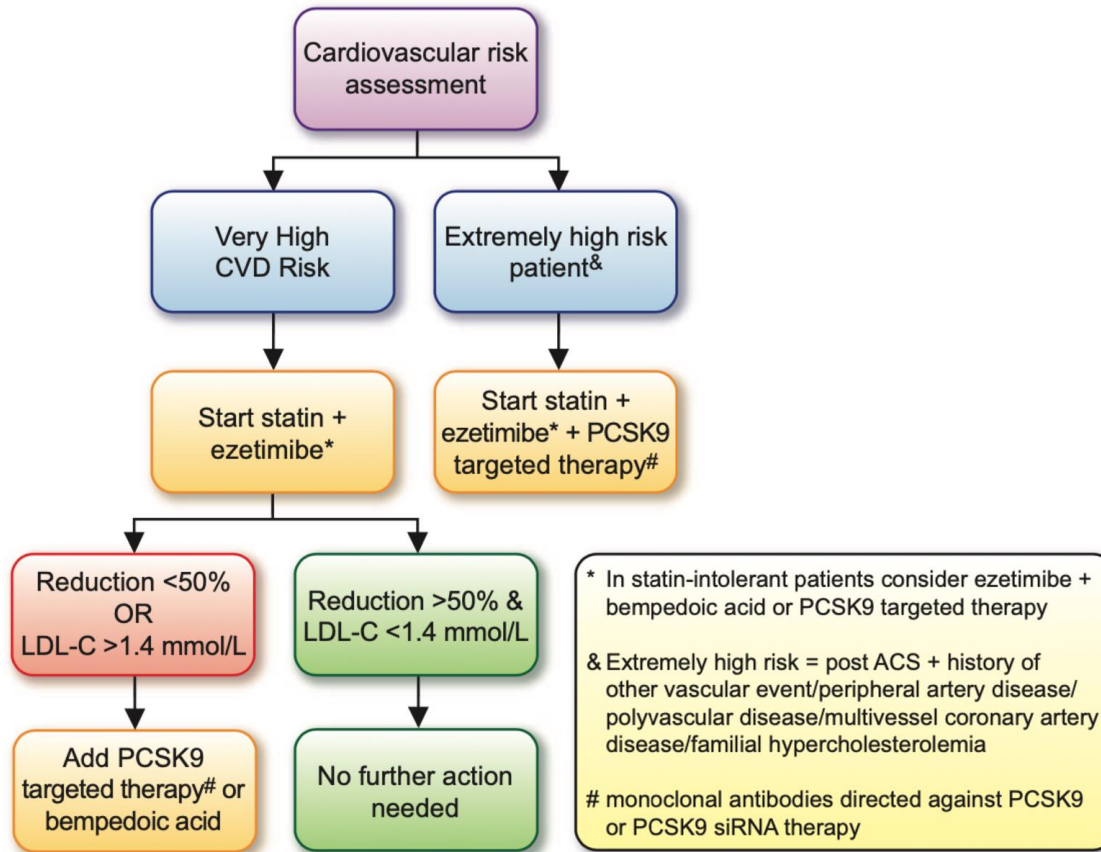 Cardiovascular risk
assessment
Very High
CVD Risk
Extremely high risk
patient&
Start statin +
ezetimibe*
Start statin +
ezetimibe* + PCSK9
targeted therapy#
Reduction <50%
OR
LDL-C >1.4 mmol/L
Reduction >50% &
LDL-C <1.4 mmol/L
Add PCSK9
targeted therapy# or
bempedoic acid
No further action
needed
* In statin-intolerant patients consider ezetimibe +
bempedoic acid or PCSK9 targeted therapy
& Extremely high risk = post ACS + history of
other vascular event/peripheral artery disease/
polyvascular disease/multivessel coronary artery
disease/familial hypercholesterolemia
# monoclonal antibodies directed against PCSK9
or PCSK9 siRNA therapy